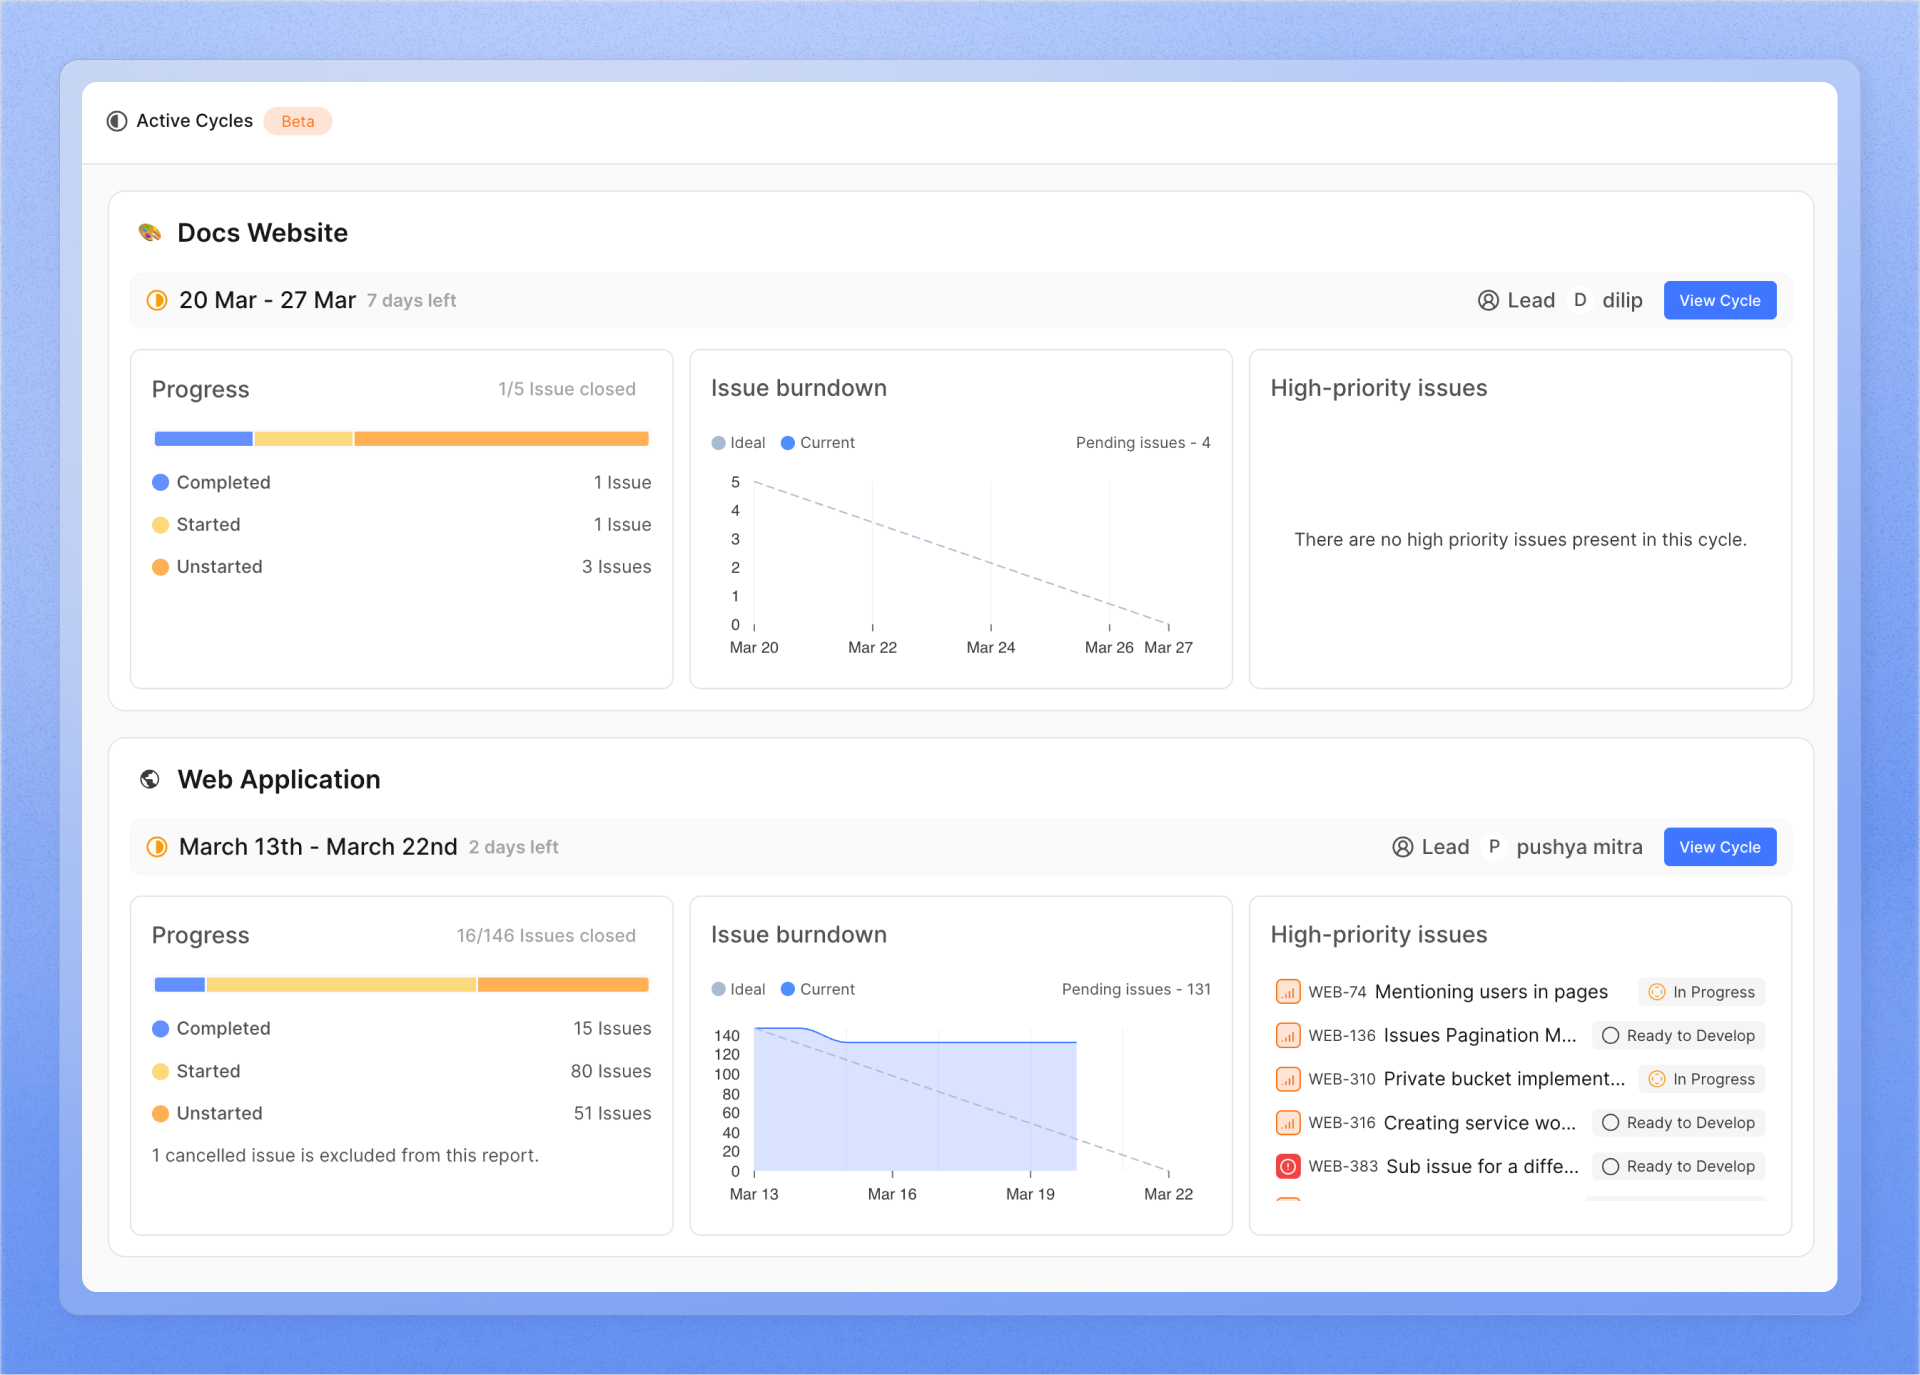 Active Cycles Beta
Docs Website
20 Mar - 27 Mar 7 days left Lead D dilip View Cycle
Progress 1/5 Issue closed
Completed 1 Issue
Started 1 Issue
Unstarted 3 Issues
Issue burndown
Ideal Current Pending issues - 4
5
4
3
2
1
0
Mar 20 Mar 22 Mar 24 Mar 26 Mar 27
High-priority issues
There are no high priority issues present in this cycle.
Web Application
March 13th - March 22nd 2 days left Lead P pushya mitra View Cycle
Progress 16/146 Issues closed
Completed 15 Issues
Started 80 Issues
Unstarted 51 Issues
1 cancelled issue is excluded from this report.
Issue burndown
Ideal Current Pending issues - 131
140
120
100
80
60
40
20
0
Mar 13 Mar 16 Mar 19 Mar 22
High-priority issues
WEB-74 Mentioning users in pages In Progress
WEB-136 Issues Pagination M... Ready to Develop
WEB-310 Private bucket implement... In Progress
WEB-316 Creating service wo... Ready to Develop
WEB-383 Sub issue for a diffe... Ready to Develop